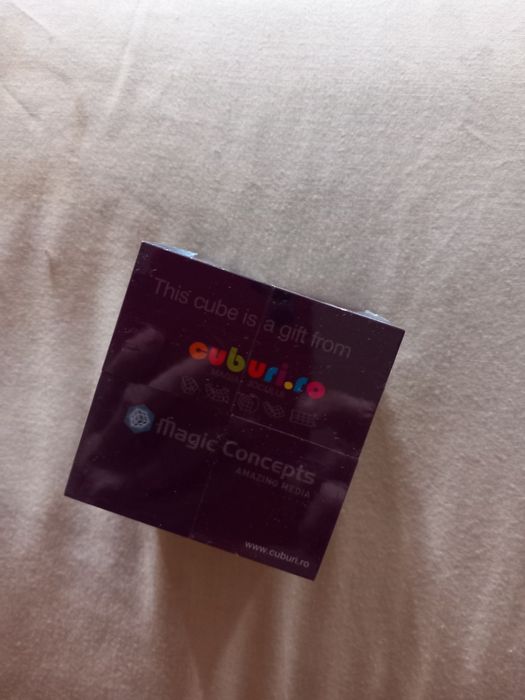 This cube is a gift from
cuburi.ro
Magic Concepts
AMAZING MEDIA
www.cuburi.ro